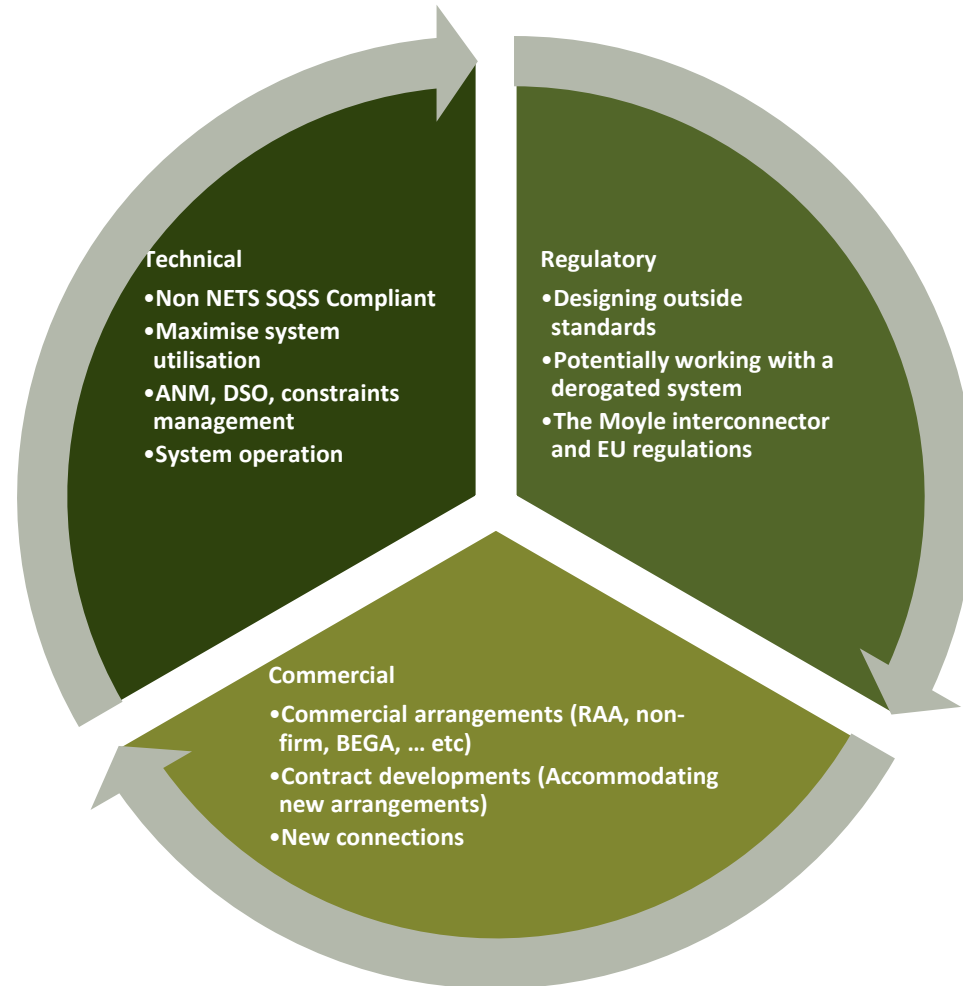 Technical
•Non NETS SQSS Compliant
•Maximise system
utilisation
•ANM, DSO, constraints
management
•System operation
Regulatory
•Designing outside
standards
•Potentially working with a
derogated system
•The Moyle interconnector
and EU regulations
Commercial
•Commercial arrangements (RAA, non-
firm, BEGA, ... etc)
•Contract developments (Accommodating
new arrangements)
•New connections